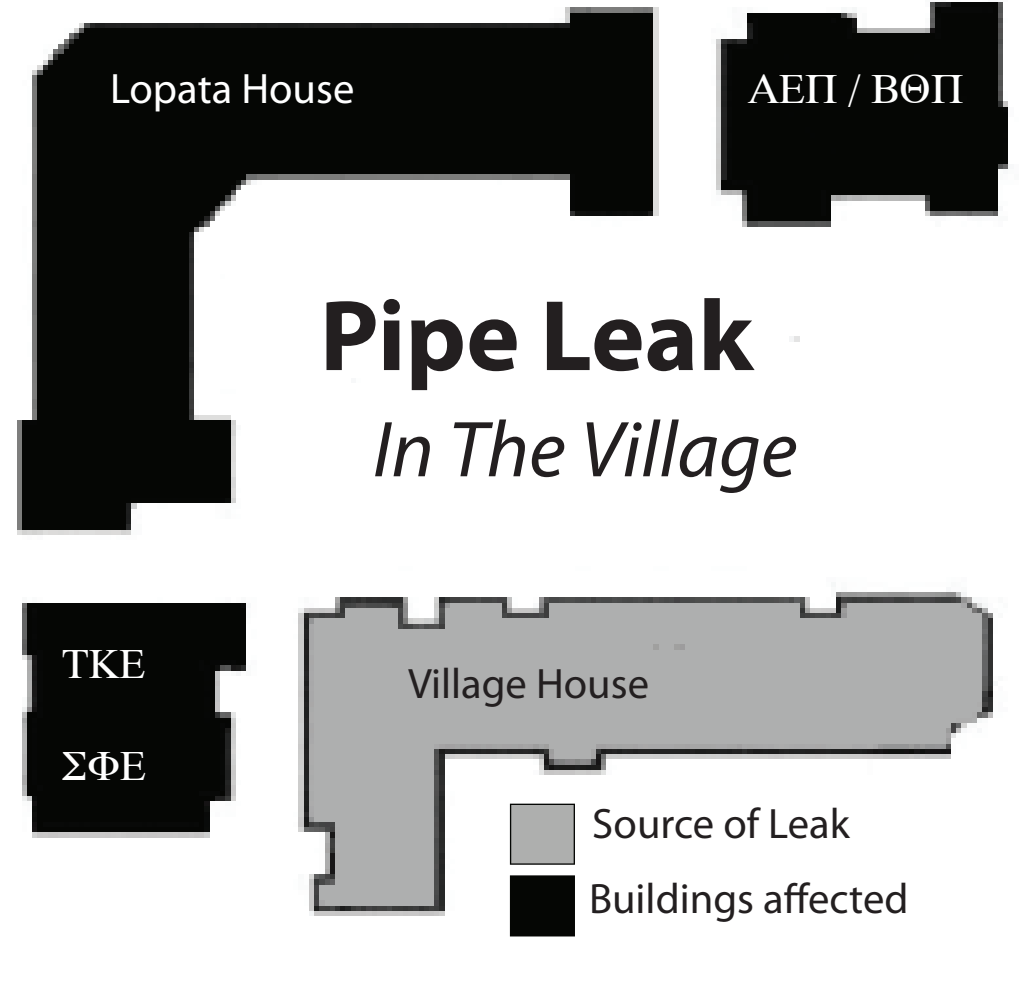 Lopata House
ΑΕΠ / ΒΘΠ
Pipe Leak
In The Village
ΤΚΕ
ΣΦΕ
Village House
Source of Leak
Buildings affected